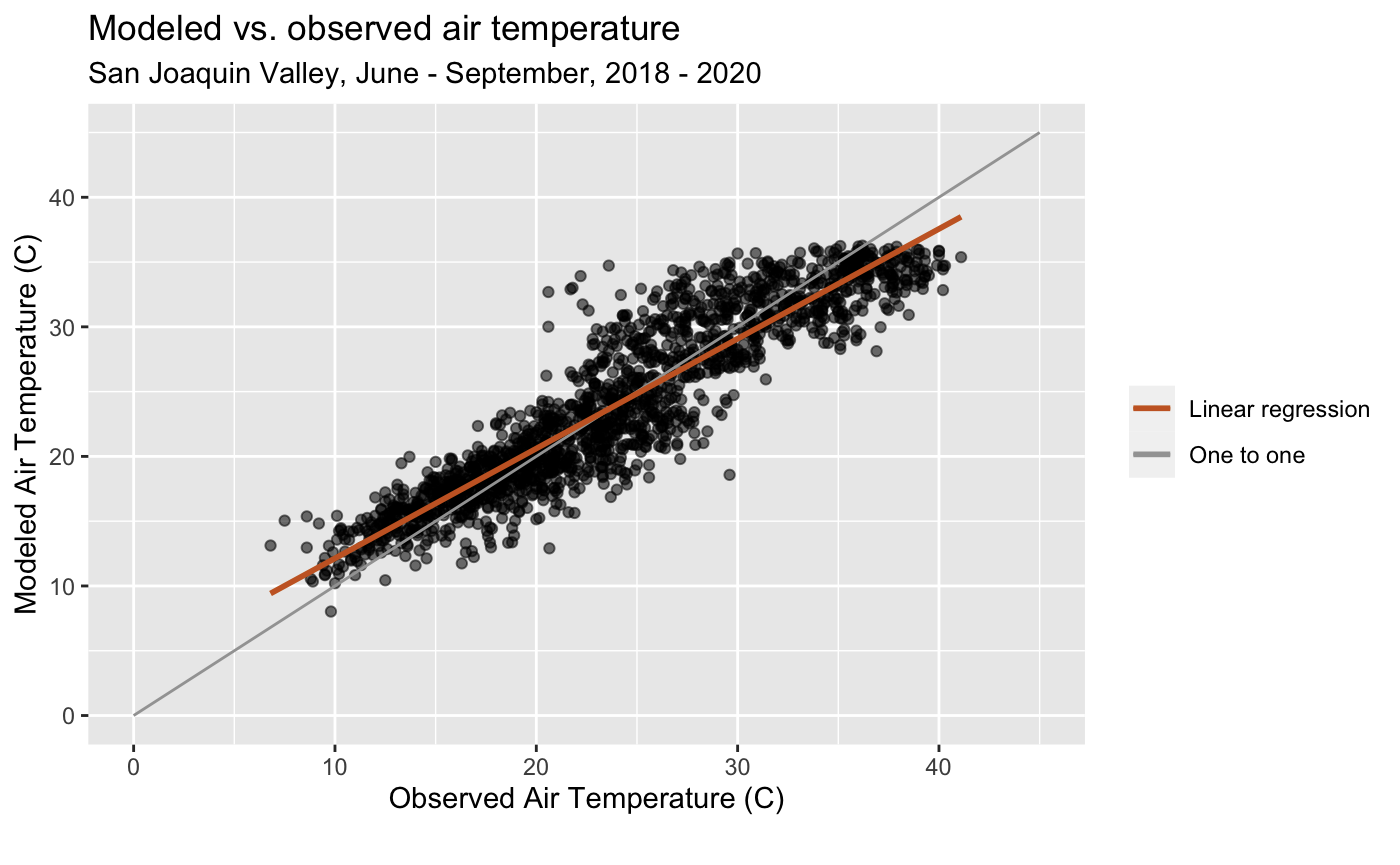 Modeled vs. observed air temperature
San Joaquin Valley, June - September, 2018 - 2020
Modeled Air Temperature (C)
40
30
20
10
0
0 10 20 30 40
Observed Air Temperature (C)
Linear regression
One to one